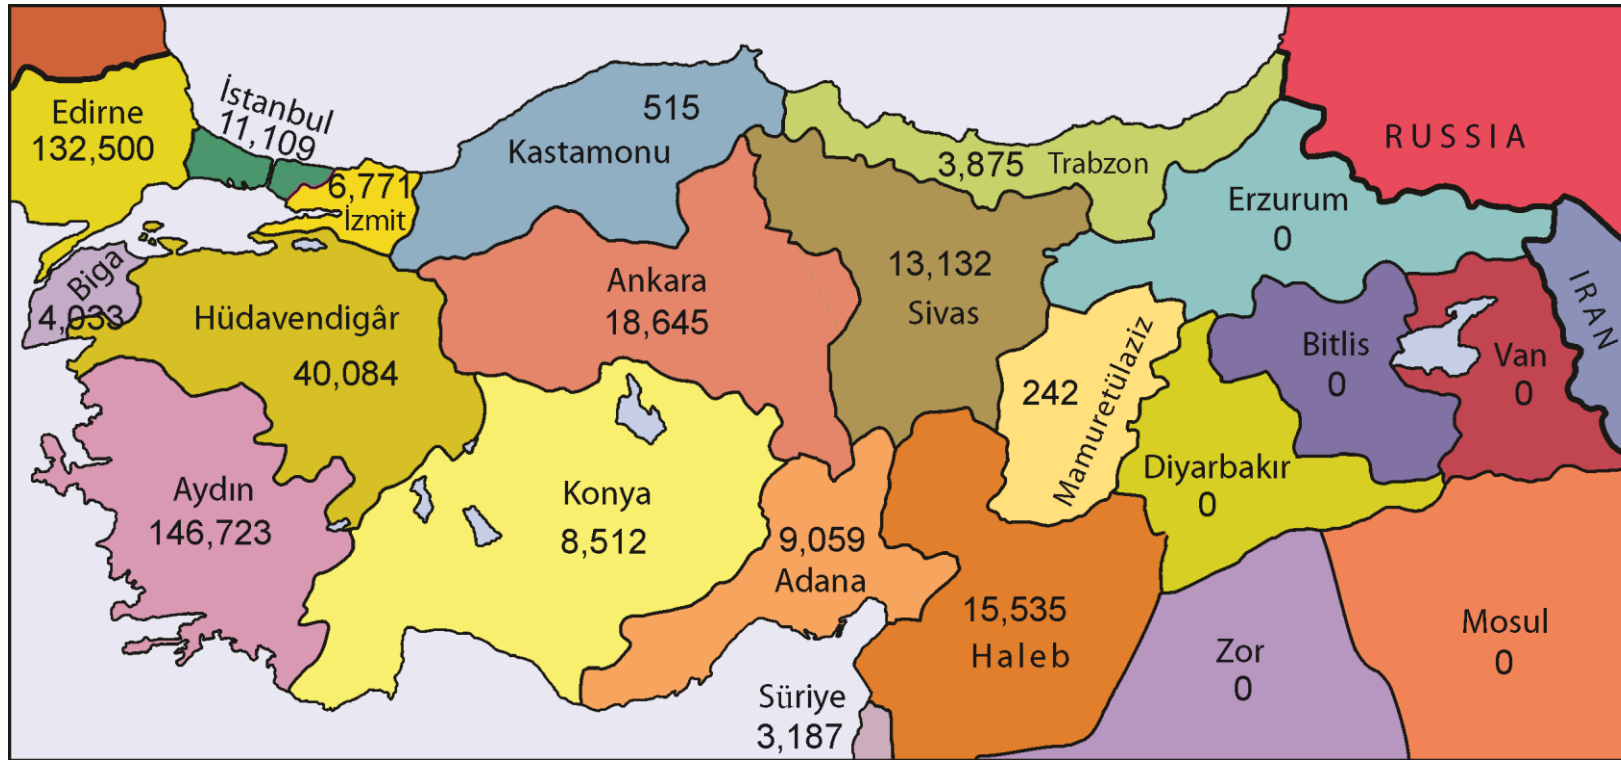 Edirne
132,500
İstanbul
11,109
6,771
İzmit
515
Kastamonu
3,875 Trabzon
RUSSIA
Erzurum
0
IRAN
Biga
4,033
Hüdavendigâr
40,084
Ankara
18,645
13,132
Sivas
242
Mamuretülaziz
Bitlis
0
Van
0
Diyarbakır
0
Aydın
146,723
Konya
8,512
9,059
Adana
15,535
Haleb
Zor
0
Mosul
0
Süriye
3,187